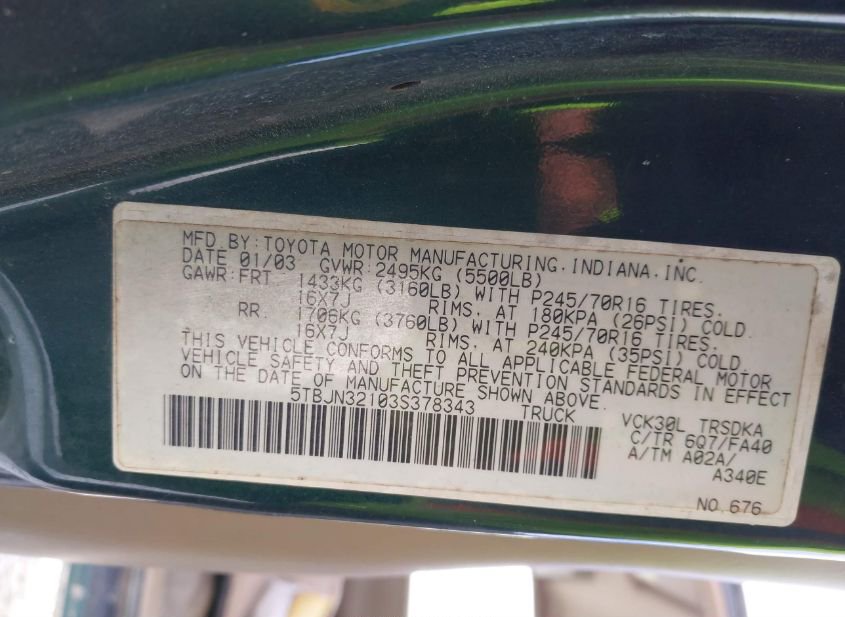 MFD. BY: TOYOTA MOTOR MANUFACTURING. INDIANA. INC.
DATE 01/03 GVWR: 2495KG (5500LB)
GAWR: FRT. 1433KG (3160LB) WITH P245/70R16 TIRES.
16X7J RIMS. AT 180KPA (26PSI) COLD.
RR. 1706KG (3760LB) WITH P245/70R16 TIRES.
16X7J RIMS. AT 240KPA (35PSI) COLD.
THIS VEHICLE CONFORMS TO ALL APPLICABLE FEDERAL MOTOR
VEHICLE SAFETY AND THEFT PREVENTION STANDARDS IN EFFECT
ON THE DATE OF MANUFACTURE SHOWN ABOVE.
5TBJN32103S378343 TRUCK
VCK30L TRSDKA
C/TR 6Q7/FA40
A/TM A02A/
A340E
NO. 676